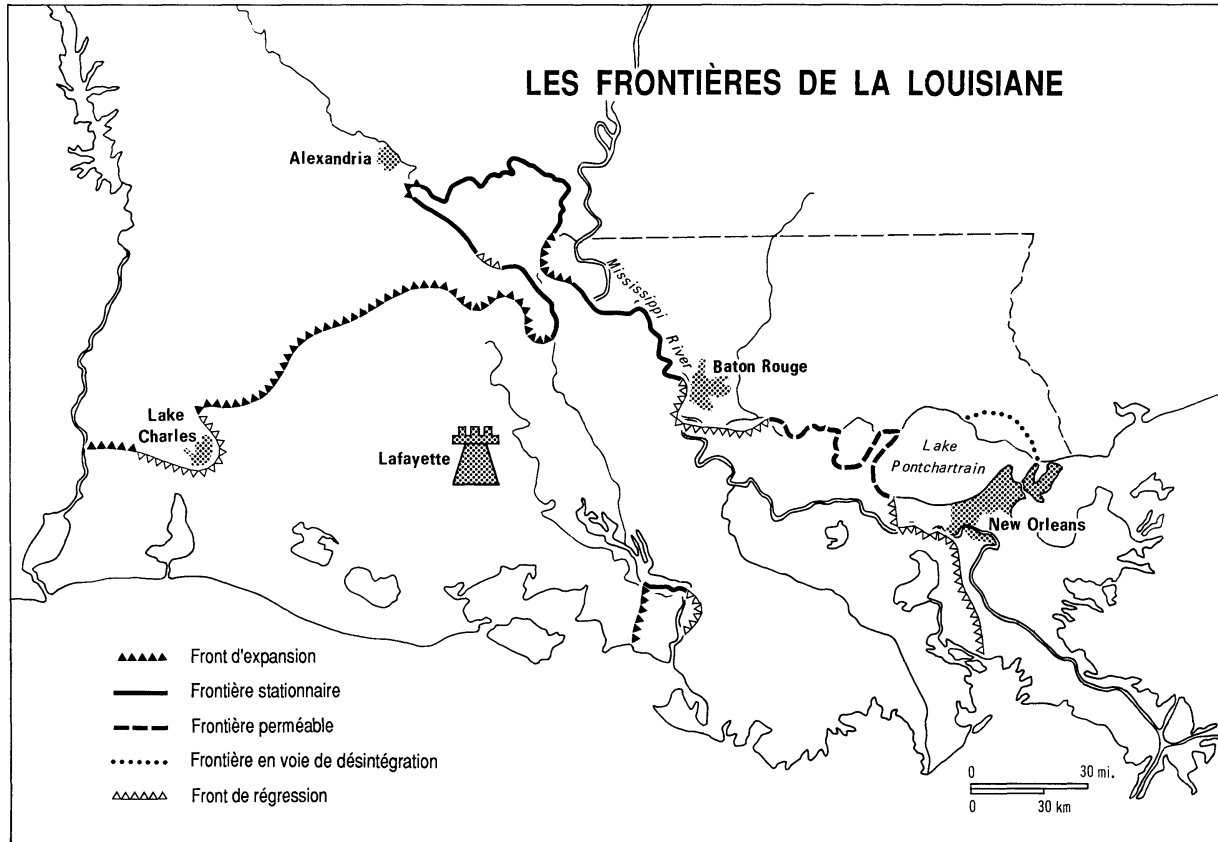 LES FRONTIÈRES DE LA LOUISIANE
Alexandria
Mississippi
River
Baton Rouge
Lake
Charles
Lafayette
Lake
Pontchartrain
New Orleans
Front d'expansion
Frontière stationnaire
Frontière perméable
Frontière en voie de désintégration
Front de régression
0 30 mi.
0 30 km